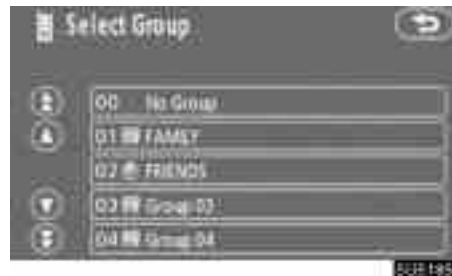 Select Group
00 No Group
01 FAMILY
02 FRIENDS
03 Group 03
04 Group 04